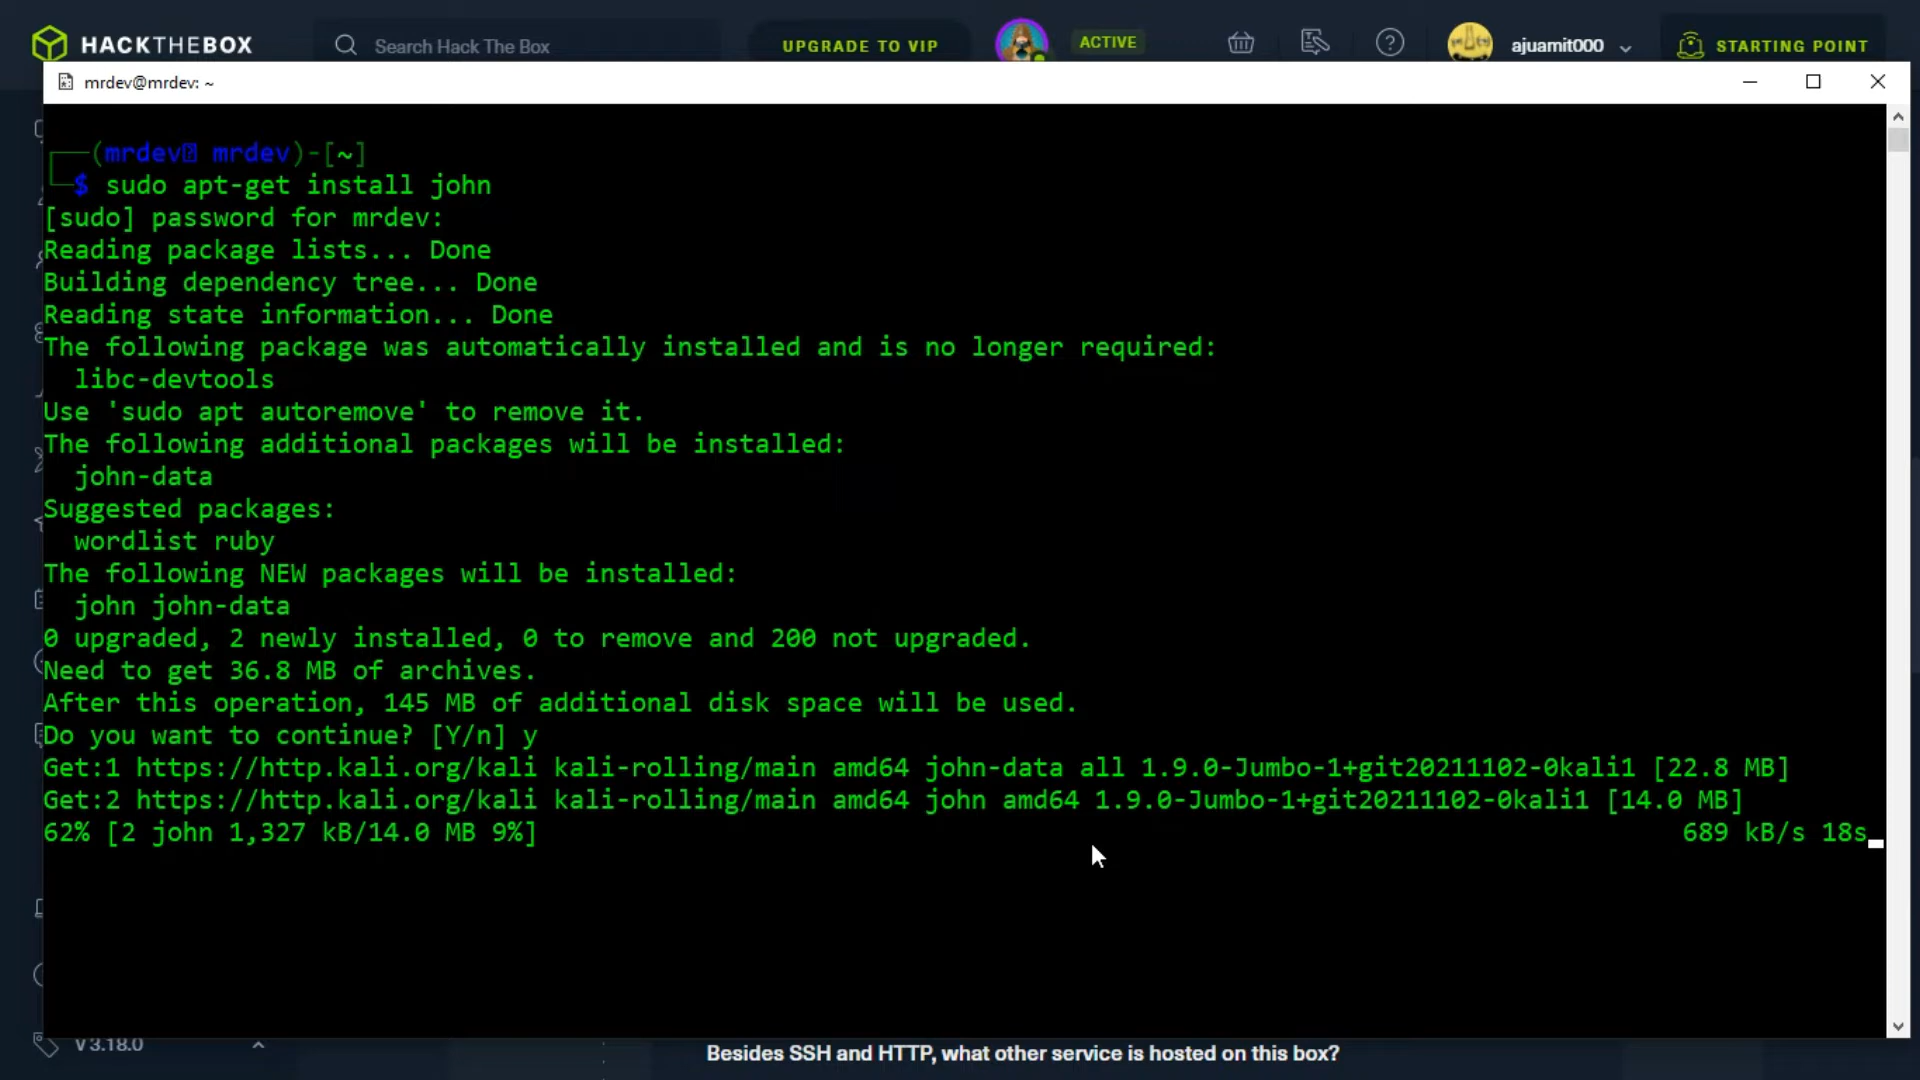 HACKTHEBOX
Search Hack The Box
UPGRADE TO VIP
ACTIVE
ajuamit000
STARTING POINT
mrdev@mrdev: ~
(mrdev mrdev)-[~]
$ sudo apt-get install john
[sudo] password for mrdev:
Reading package lists... Done
Building dependency tree... Done
Reading state information... Done
The following package was automatically installed and is no longer required:
libc-devtools
Use 'sudo apt autoremove' to remove it.
The following additional packages will be installed:
john-data
Suggested packages:
wordlist ruby
The following NEW packages will be installed:
john john-data
0 upgraded, 2 newly installed, 0 to remove and 200 not upgraded.
Need to get 36.8 MB of archives.
After this operation, 145 MB of additional disk space will be used.
Do you want to continue? [Y/n] y
Get:1 https://http.kali.org/kali kali-rolling/main amd64 john-data all 1.9.0-Jumbo-1+git20211102-0kali1 [22.8 MB]
Get:2 https://http.kali.org/kali kali-rolling/main amd64 john amd64 1.9.0-Jumbo-1+git20211102-0kali1 [14.0 MB]
62% [2 john 1,327 kB/14.0 MB 9%] 689 kB/s 18s
V 3.18.0
Besides SSH and HTTP, what other service is hosted on this box?